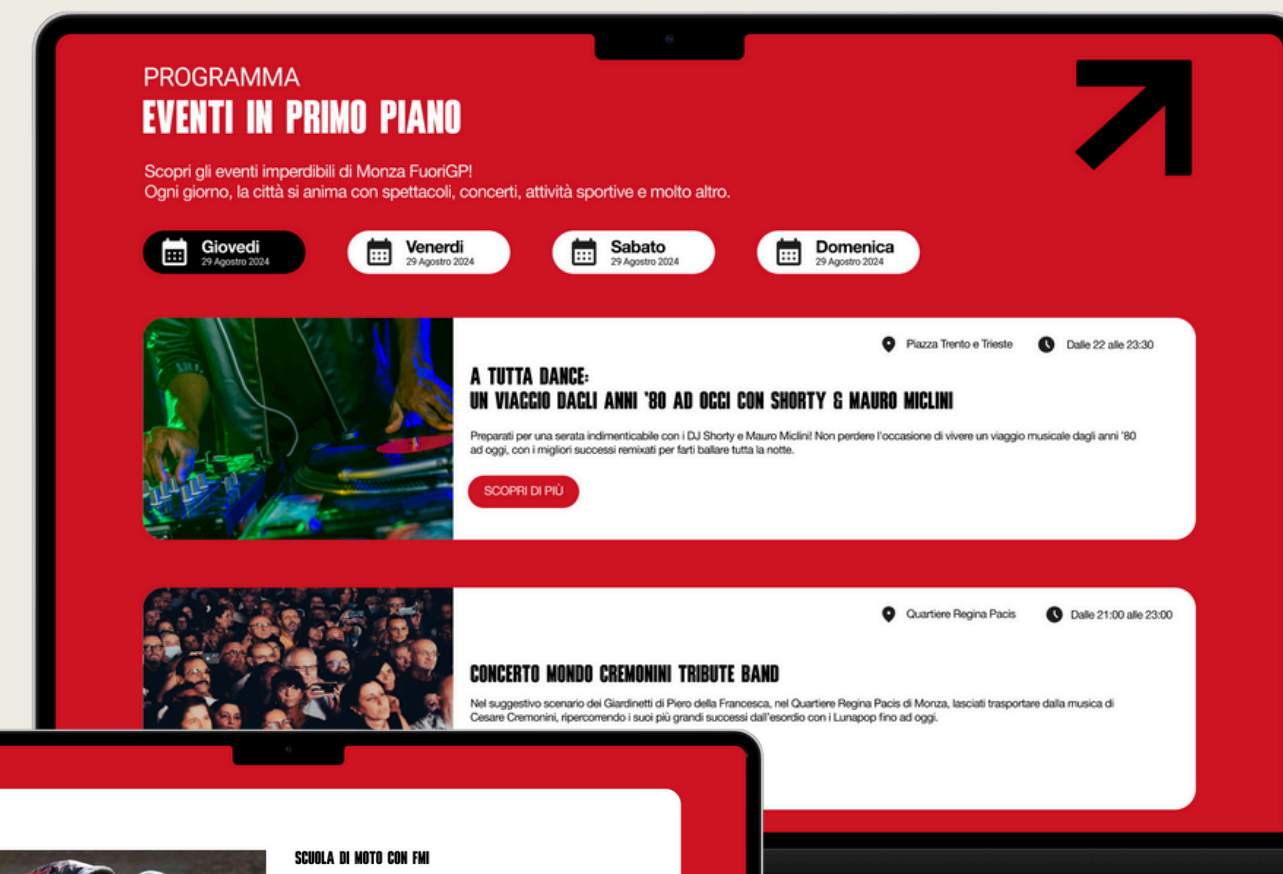 PROGRAMMA
EVENTI IN PRIMO PIANO
Scopri gli eventi imperdibili di Monza FuoriGP!
Ogni giorno, la città si anima con spettacoli, concerti, attività sportive e molto altro.
Giovedì
29 Agostro 2024
Venerdi
29 Agostro 2024
Sabato
29 Agostro 2024
Domenica
29 Agostro 2024
Piazza Trento e Trieste
Dalle 22 alle 23:30
A TUTTA DANCE:
UN VIAGGIO DAGLI ANNI '80 AD OGGI CON SHORTY & MAURO MICLINI
Preparati per una serata indimenticabile con i DJ Shorty e Mauro Miclini! Non perdere l'occasione di vivere un viaggio musicale dagli anni '80
ad oggi, con i migliori successi remixati per farti ballare tutta la notte.
SCOPRI DI PIÙ
Quartiere Regina Pacis
Dalle 21:00 alle 23:00
CONCERTO MONDO CREMONINI TRIBUTE BAND
Nel suggestivo scenario dei Giardinetti di Piero della Francesca, nel Quartiere Regina Pacis di Monza, lasciati trasportare dalla musica di
Cesare Cremonini, ripercorrendo i suoi più grandi successi dall'esordio con i Lunapop fino ad oggi.
SCUOLA DI MOTO CON FMI